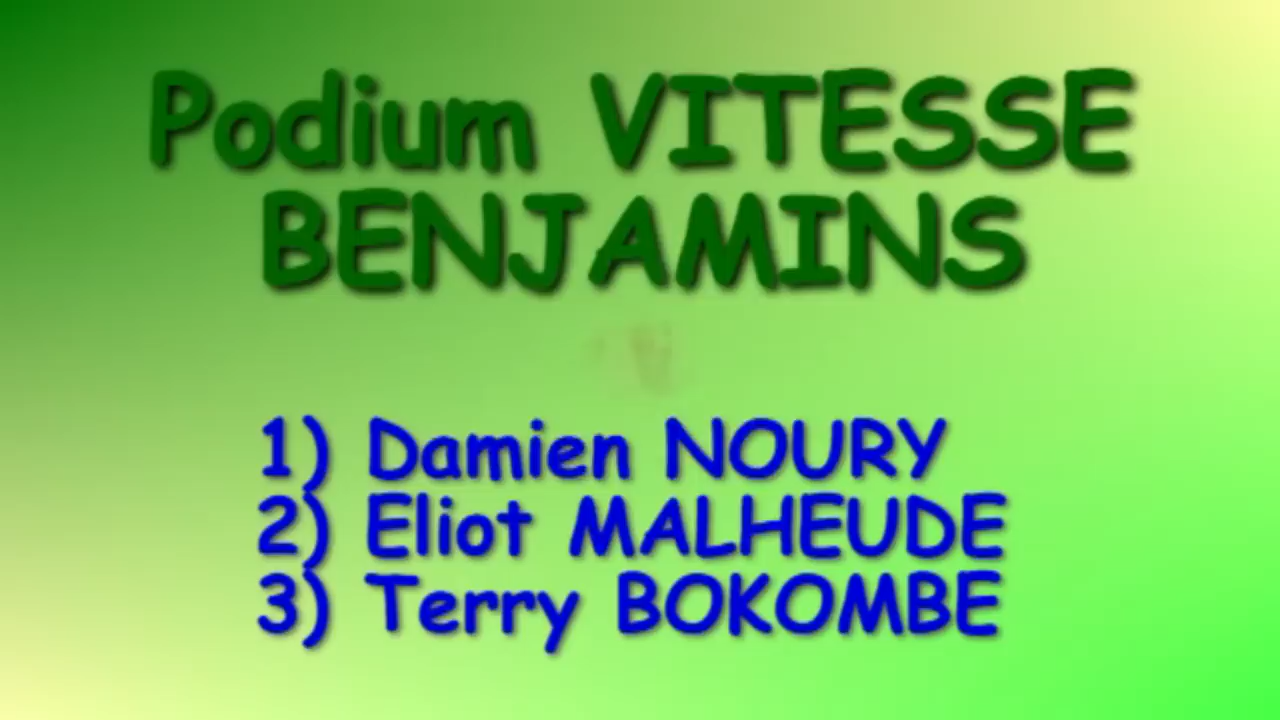 Podium VITESSE
BENJAMINS
1) Damien NOURY
2) Eliot MALHEUDE
3) Terry BOKOMBE